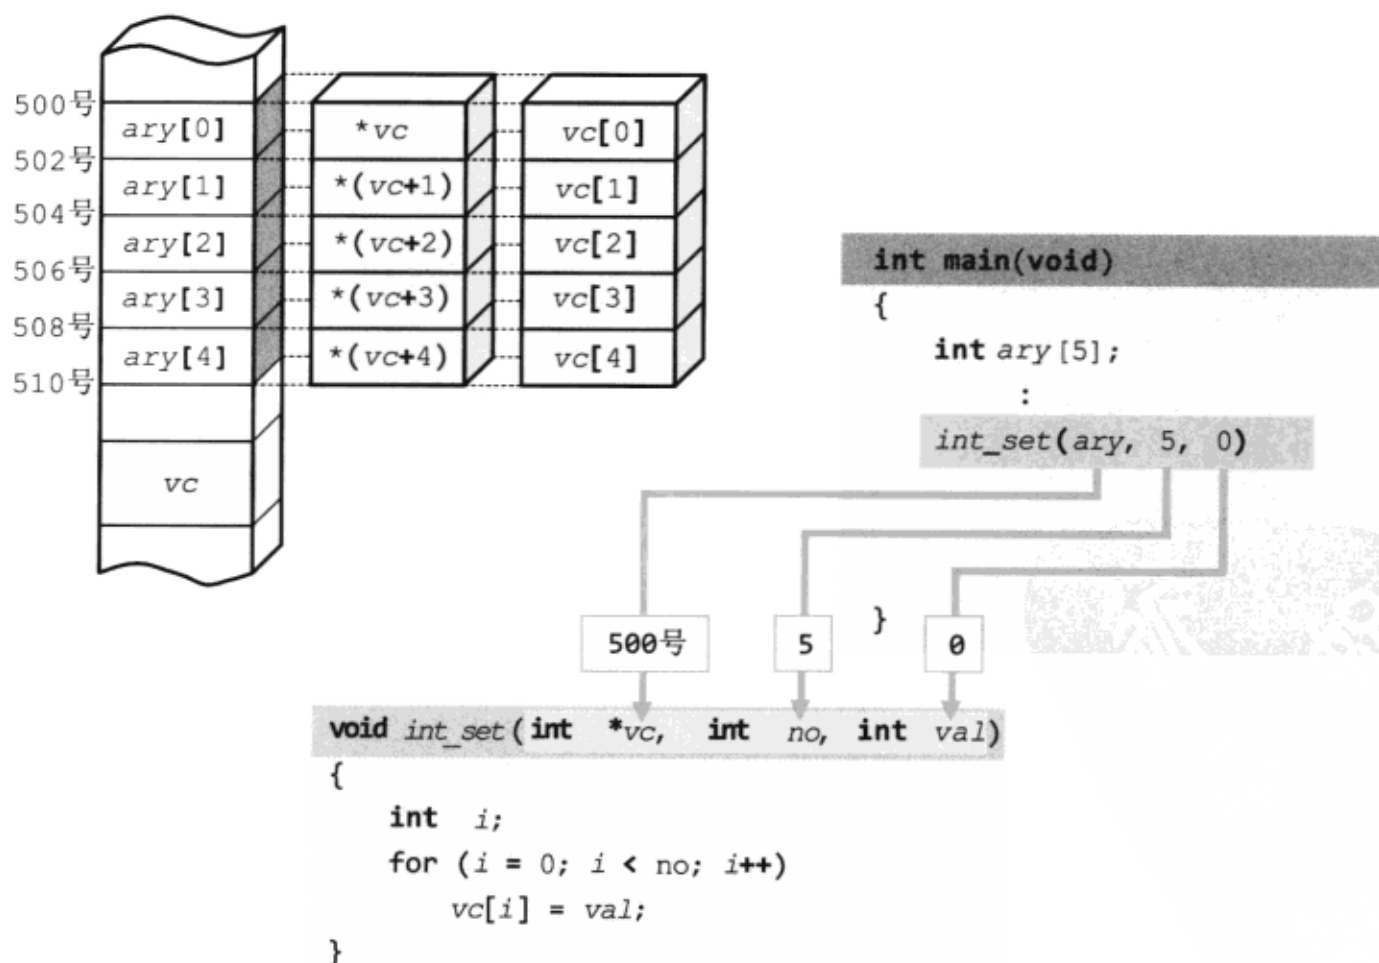 500号
ary[0] *vc vc[0]
502号
ary[1] *(vc+1) vc[1]
504号
ary[2] *(vc+2) vc[2]
506号
ary[3] *(vc+3) vc[3]
508号
ary[4] *(vc+4) vc[4]
510号
vc
int main(void)
{
int ary[5];
:
int_set(ary, 5, 0)
}
500号 5 0
void int_set(int *vc, int no, int val)
{
int i;
for (i = 0; i < no; i++)
vc[i] = val;
}